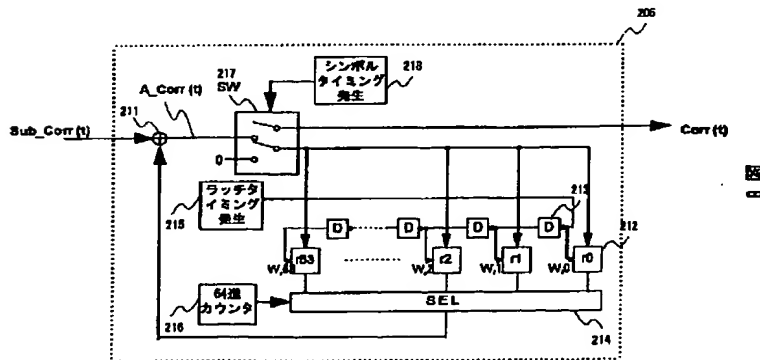 206
シンボル
タイミング
発生
218
217
SW
A_Corr(t)
211
Sub_Corr(t)
Corr(t)
0
ラッチタ
イミング
発生
215
213
D
D
D
D
212
r63
r2
r1
r0
W,2
W,1
W,0
64進
カウンタ
216
SEL
214